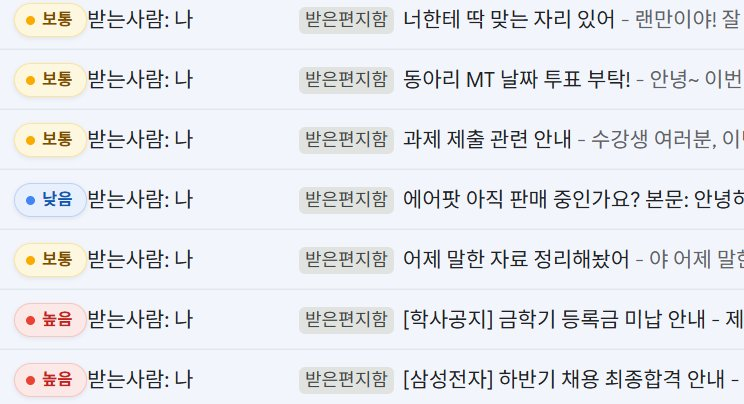 보통 받는사람: 나 받은편지함 너한테 딱 맞는 자리 있어 - 랜만이야! 잘
보통 받는사람: 나 받은편지함 동아리 MT 날짜 투표 부탁! - 안녕~ 이번
보통 받는사람: 나 받은편지함 과제 제출 관련 안내 - 수강생 여러분, 이
낮음 받는사람: 나 받은편지함 에어팟 아직 판매 중인가요? 본문: 안녕하
보통 받는사람: 나 받은편지함 어제 말한 자료 정리해놨어 - 야 어제 말한
높음 받는사람: 나 받은편지함 [학사공지] 금학기 등록금 미납 안내 - 제
높음 받는사람: 나 받은편지함 [삼성전자] 하반기 채용 최종합격 안내 -